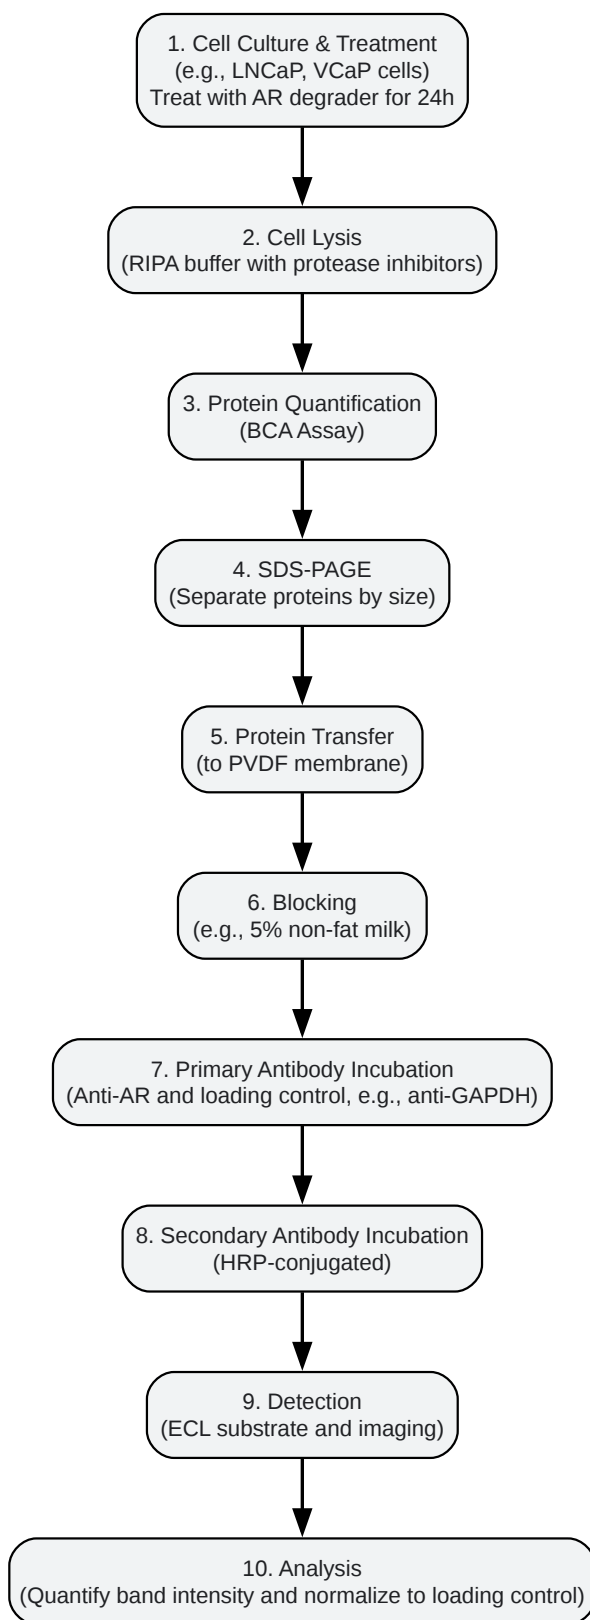 1. Cell Culture & Treatment
(e.g., LNCaP, VCaP cells)
Treat with AR degrader for 24h
2. Cell Lysis
(RIPA buffer with protease inhibitors)
3. Protein Quantification
(BCA Assay)
4. SDS-PAGE
(Separate proteins by size)
5. Protein Transfer
(to PVDF membrane)
6. Blocking
(e.g., 5% non-fat milk)
7. Primary Antibody Incubation
(Anti-AR and loading control, e.g., anti-GAPDH)
8. Secondary Antibody Incubation
(HRP-conjugated)
9. Detection
(ECL substrate and imaging)
10. Analysis
(Quantify band intensity and normalize to loading control)